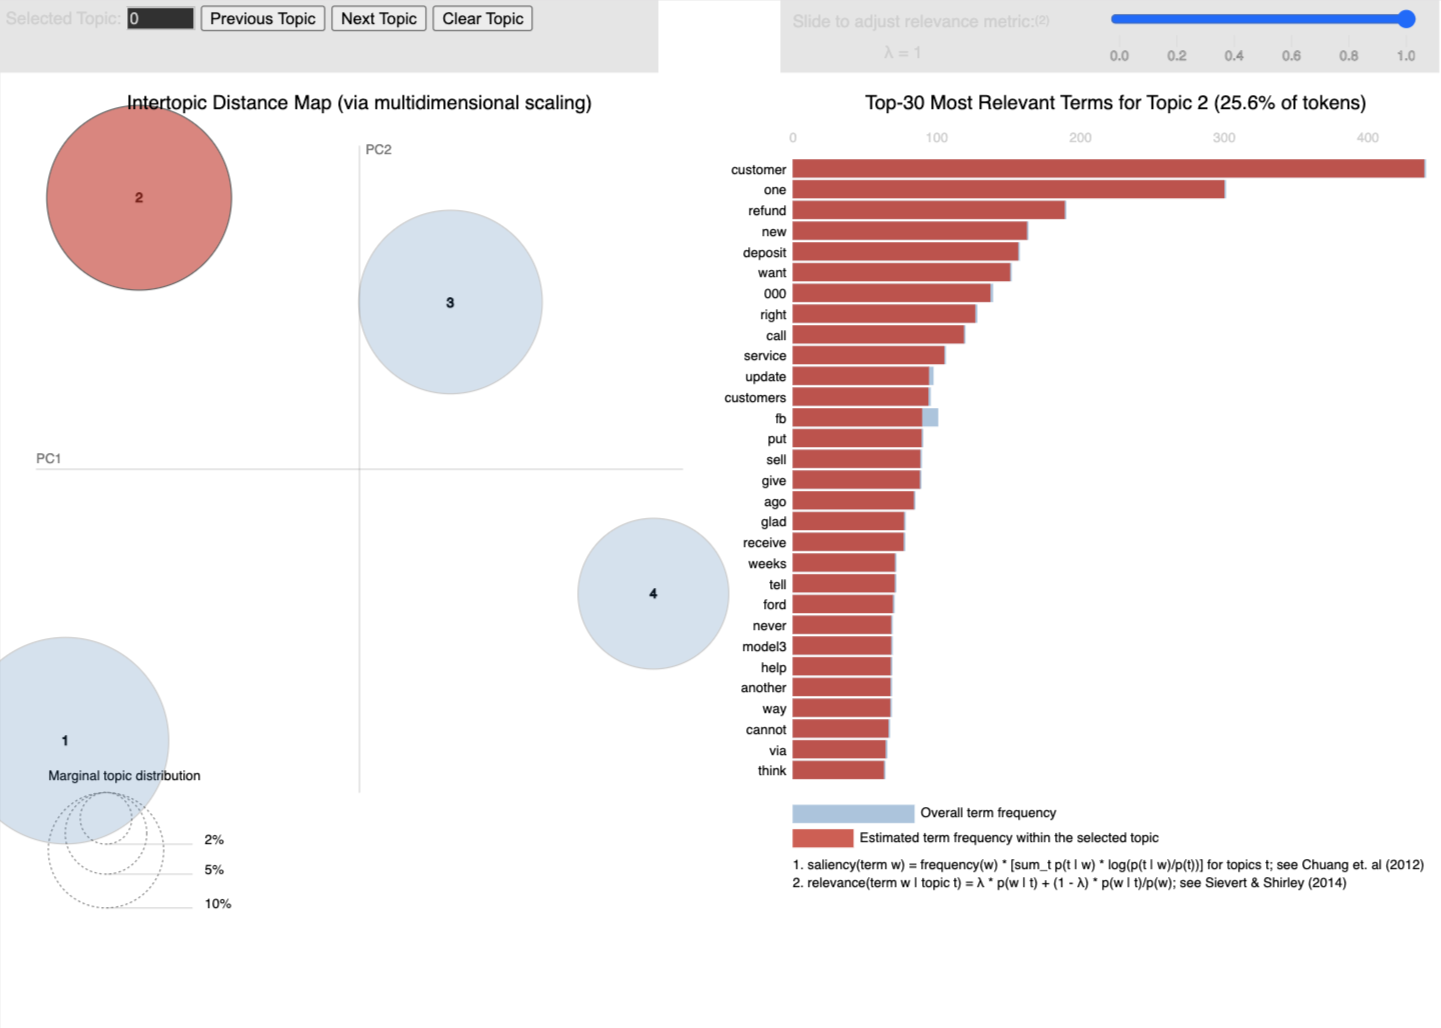 Selected Topic: 0 Previous Topic Next Topic Clear Topic
Slide to adjust relevance metric:(2)
λ = 1
0.0 0.2 0.4 0.6 0.8 1.0
Intertopic Distance Map (via multidimensional scaling)
PC2
PC1
2
3
4
1
Marginal topic distribution
2%
5%
10%
Top-30 Most Relevant Terms for Topic 2 (25.6% of tokens)
0 100 200 300 400
customer
one
refund
new
deposit
want
000
right
call
service
update
customers
fb
put
sell
give
ago
glad
receive
weeks
tell
ford
never
model3
help
another
way
cannot
via
think
Overall term frequency
Estimated term frequency within the selected topic
1. saliency(term w) = frequency(w) * [sum_t p(t | w) * log(p(t | w)/p(t))] for topics t; see Chuang et. al (2012)
2. relevance(term w | topic t) = λ * p(w | t) + (1 - λ) * p(w | t)/p(w); see Sievert & Shirley (2014)